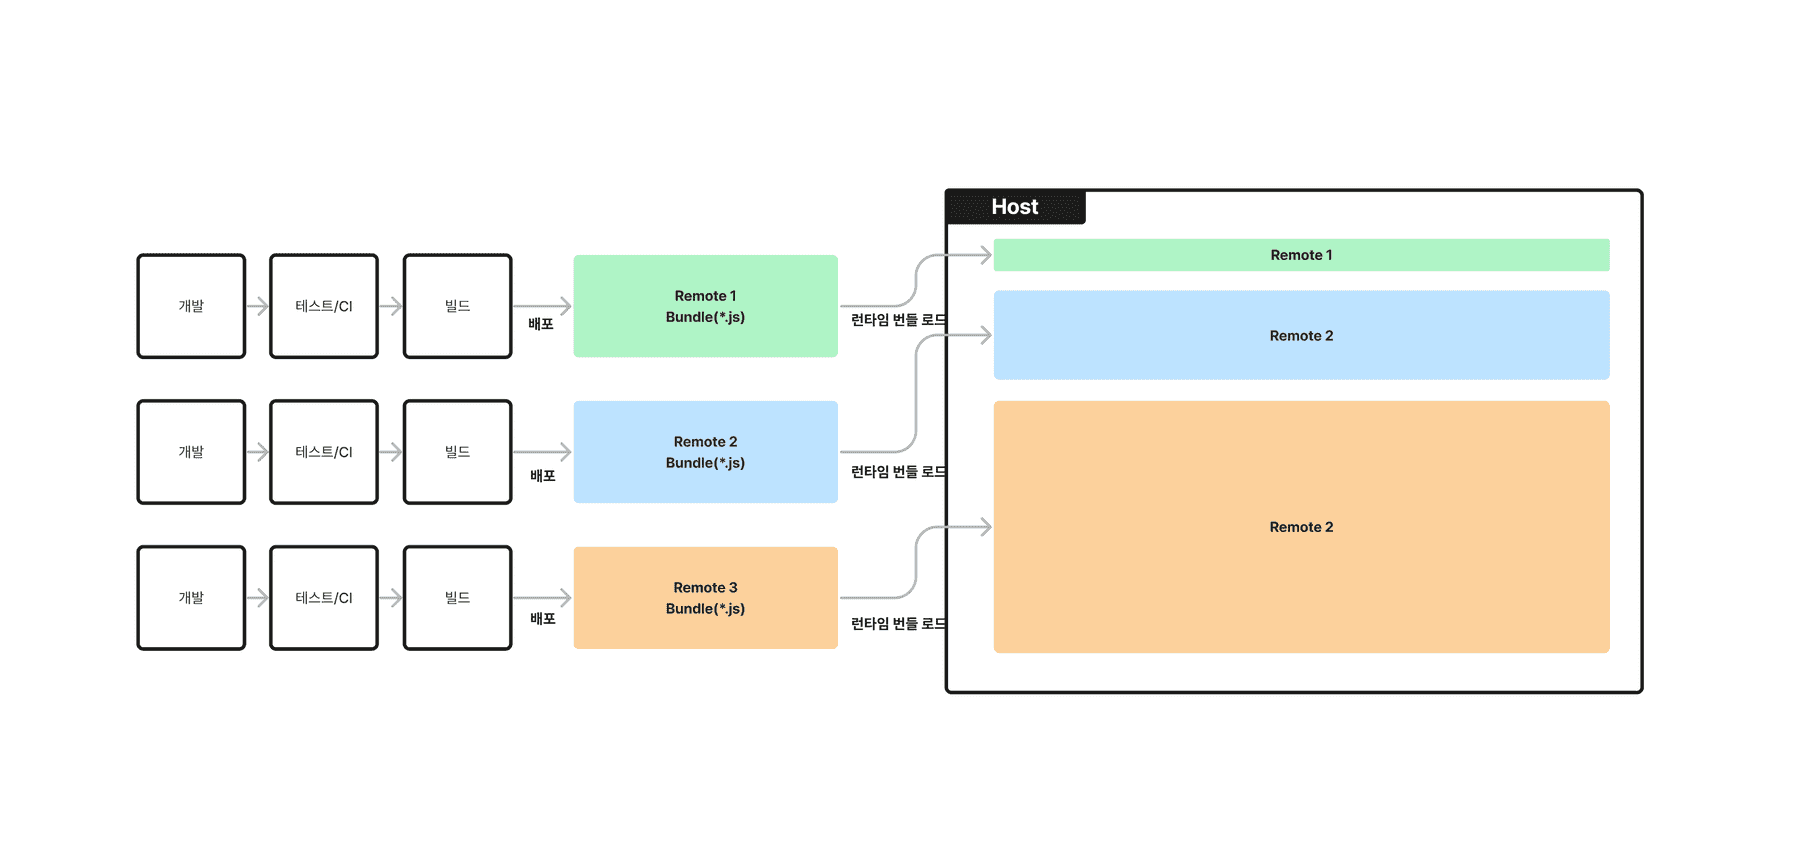 Host
Remote 1
개발
테스트/CI
빌드
배포
Remote 1
Bundle(*.js)
런타임 번들 로드
Remote 2
개발
테스트/CI
빌드
배포
Remote 2
Bundle(*.js)
런타임 번들 로드
Remote 2
개발
테스트/CI
빌드
배포
Remote 3
Bundle(*.js)
런타임 번들 로드